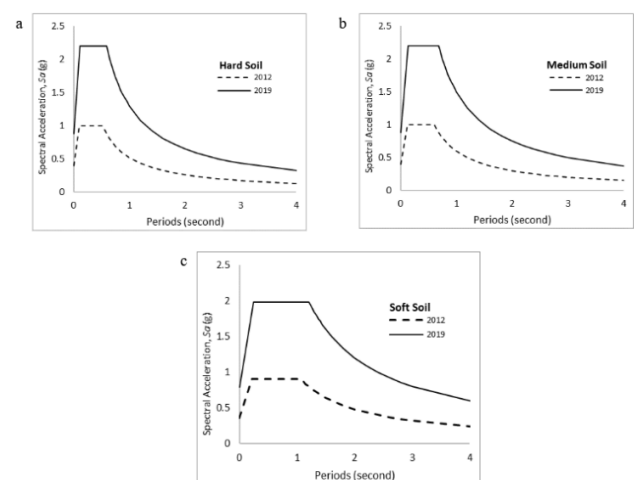 a
2.5
2
1.5
1
0.5
0
Spectral Acceleration, Sa (g)
Hard Soil
2012
2019
0 1 2 3 4
Periods (second)
b
2.5
2
1.5
1
0.5
0
Spectral Acceleration, Sa (g)
Medium Soil
2012
2019
0 1 2 3 4
Periods (second)
c
2.5
2
1.5
1
0.5
0
Spectral Acceleration, Sa (g)
Soft Soil
2012
2019
0 1 2 3 4
Periods (second)